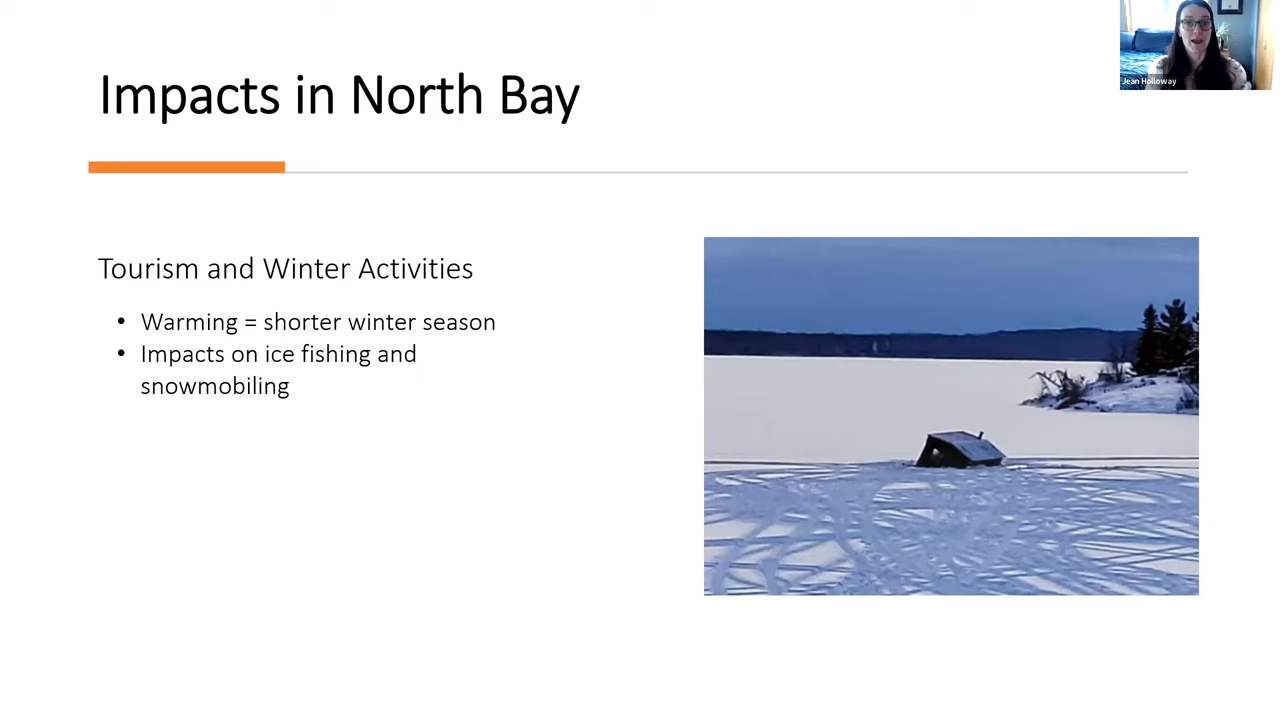 Jean Holloway
Impacts in North Bay
Tourism and Winter Activities
• Warming = shorter winter season
• Impacts on ice fishing and
snowmobiling